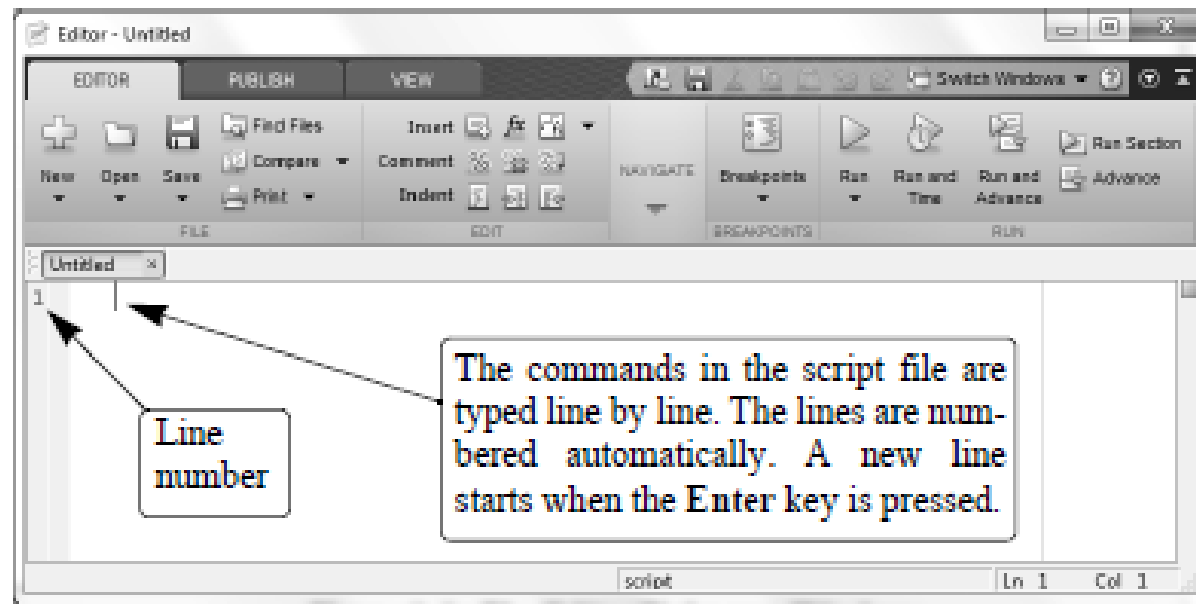 Editor - Untitled
EDITOR PUBLISH VIEW
Switch Windows
New Open Save
Find Files
Compare
Print
FILE
Insert fx
Comment
Indent
EDIT
NAVIGATE
Breakpoints
BREAKPOINTS
Run
Run and
Time
Run and
Advance
Run Section
Advance
RUN
Untitled ×
1
Line
number
The commands in the script file are
typed line by line. The lines are num-
bered automatically. A new line
starts when the Enter key is pressed.
script
Ln 1 Col 1